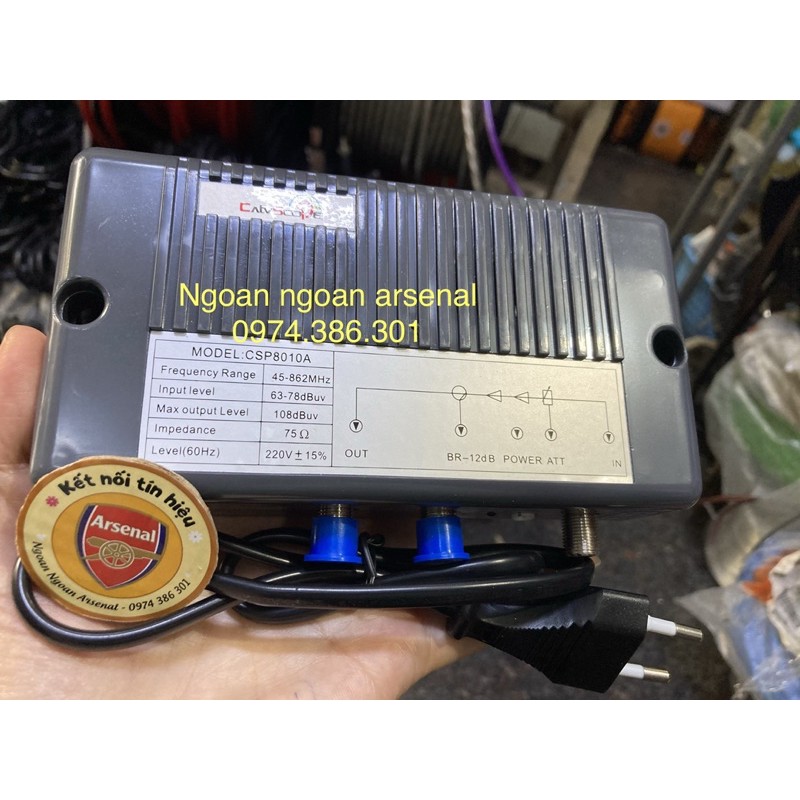 CATVSCOPE
Ngoan ngoan arsenal
0974.386.301
MODEL:CSP8010A
Frequency Range 45-862MHz
Input level 63-78dBuv
Max output Level 108dBuv
Impedance 75Ω
Level(60Hz) 220V±15%
OUT BR-12dB POWER ATT IN
Kết nối tín hiệu
Arsenal
Ngoan Ngoan Arsenal - 0974 386 301